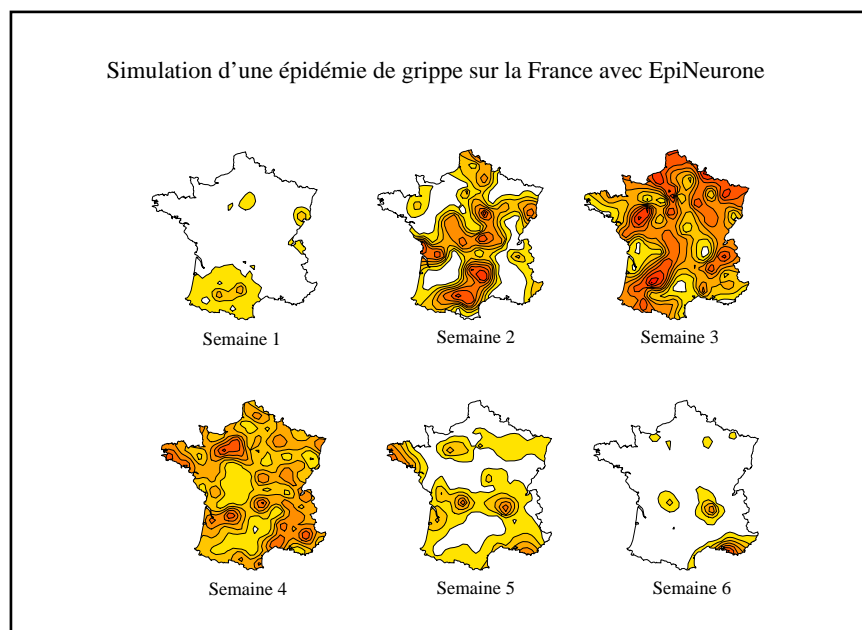 Simulation d’une épidémie de grippe sur la France avec EpiNeurone
Semaine 1
Semaine 2
Semaine 3
Semaine 4
Semaine 5
Semaine 6